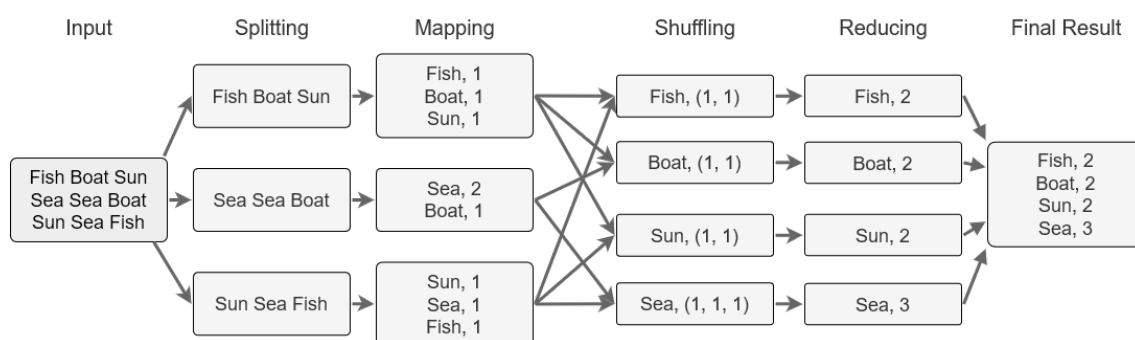 Input
Splitting
Mapping
Shuffling
Reducing
Final Result
Fish Boat Sun
Sea Sea Boat
Sun Sea Fish
Fish Boat Sun
Sea Sea Boat
Sun Sea Fish
Fish, 1
Boat, 1
Sun, 1
Sea, 2
Boat, 1
Sun, 1
Sea, 1
Fish, 1
Fish, (1, 1)
Boat, (1, 1)
Sun, (1, 1)
Sea, (1, 1, 1)
Fish, 2
Boat, 2
Sun, 2
Sea, 3
Fish, 2
Boat, 2
Sun, 2
Sea, 3